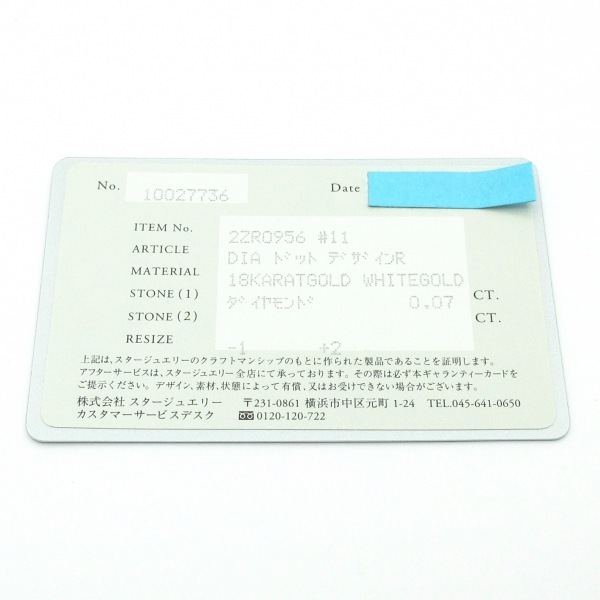 No. 10027736 Date
ITEM No. 2ZR0956 #11
ARTICLE DIA ドット デザインR
MATERIAL 18KARATGOLD WHITEGOLD
STONE (1) ダイヤモンド 0.07 CT.
STONE (2) CT.
RESIZE -1 +2
上記は、スタージュエリーのクラフトマンシップのもとに作られた製品であることを証明します。
アフターサービスは、スタージュエリー全店にて承っております。その際は必ず本ギャランティーカードを
ご提示ください。デザイン、素材、状態によって有償、又はお受けできない場合がございます。
株式会社 スタージュエリー 〒231-0861 横浜市中区元町 1-24 TEL.045-641-0650
カスタマーサービスデスク 0120-120-722